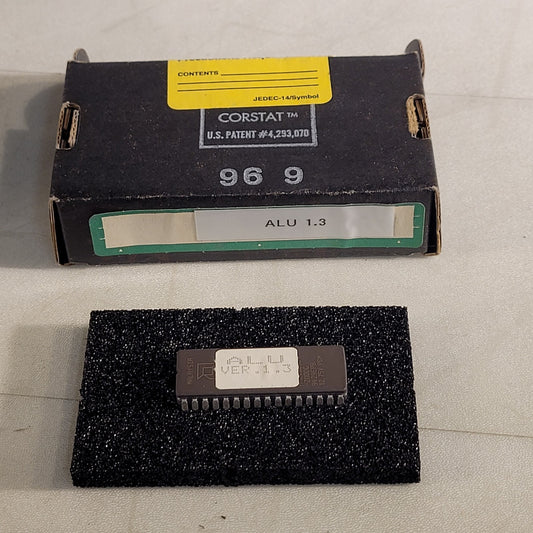 CONTENTS
JEDEC-14/Symbol
CORSTAT™
U.S. PATENT #4,293,070
96 9
ALU 1.3
ALU
VER.1.3